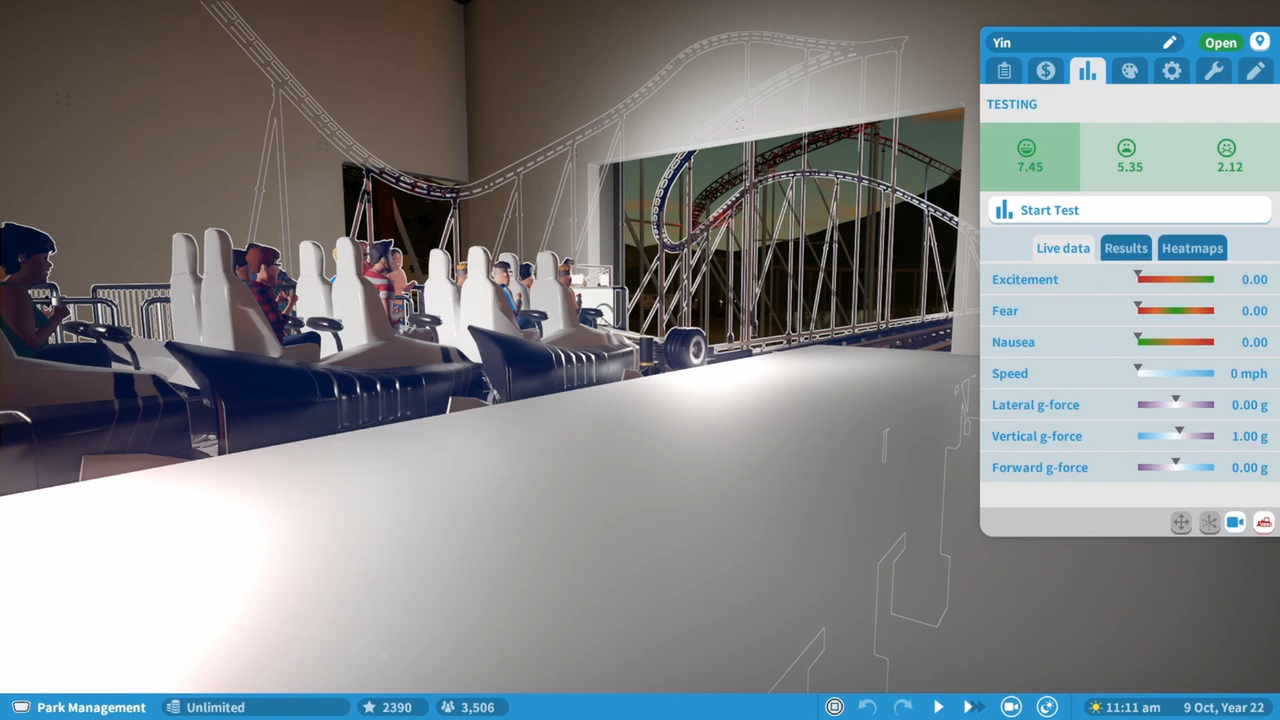 Yin
Open
TESTING
7.45
5.35
2.12
Start Test
Live data
Results
Heatmaps
Excitement 0.00
Fear 0.00
Nausea 0.00
Speed 0 mph
Lateral g-force 0.00 g
Vertical g-force 1.00 g
Forward g-force 0.00 g
Park Management
Unlimited
2390
3,506
11:11 am
9 Oct, Year 22